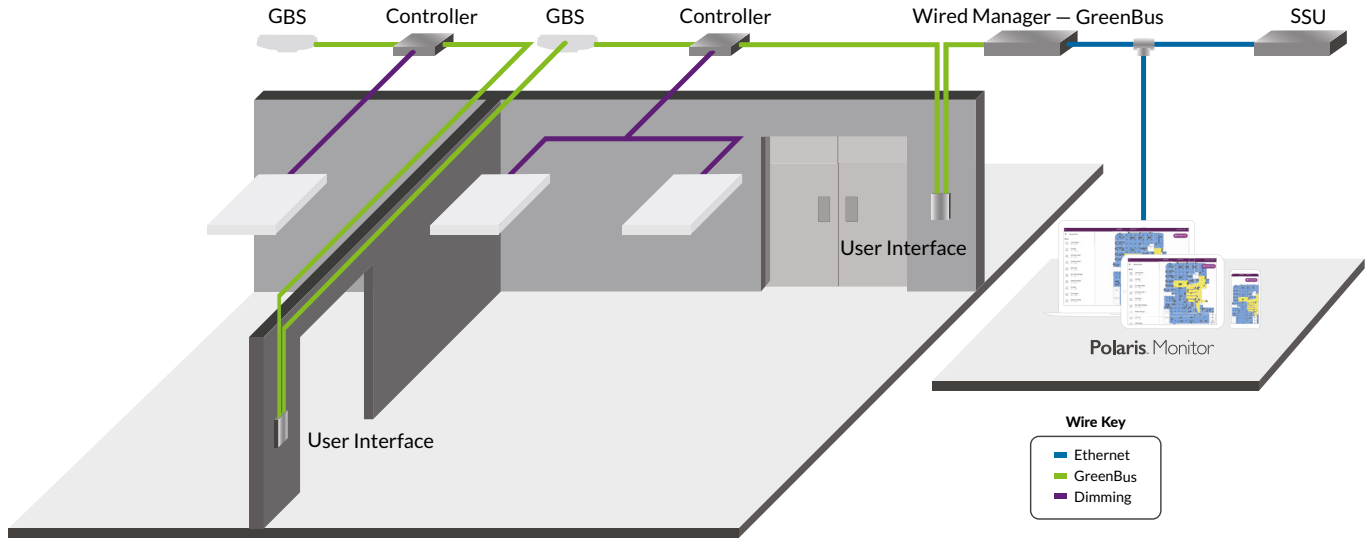 GBS
Controller
GBS
Controller
Wired Manager – GreenBus
SSU
User Interface
User Interface
Polaris. Monitor
Wire Key
Ethernet
GreenBus
Dimming